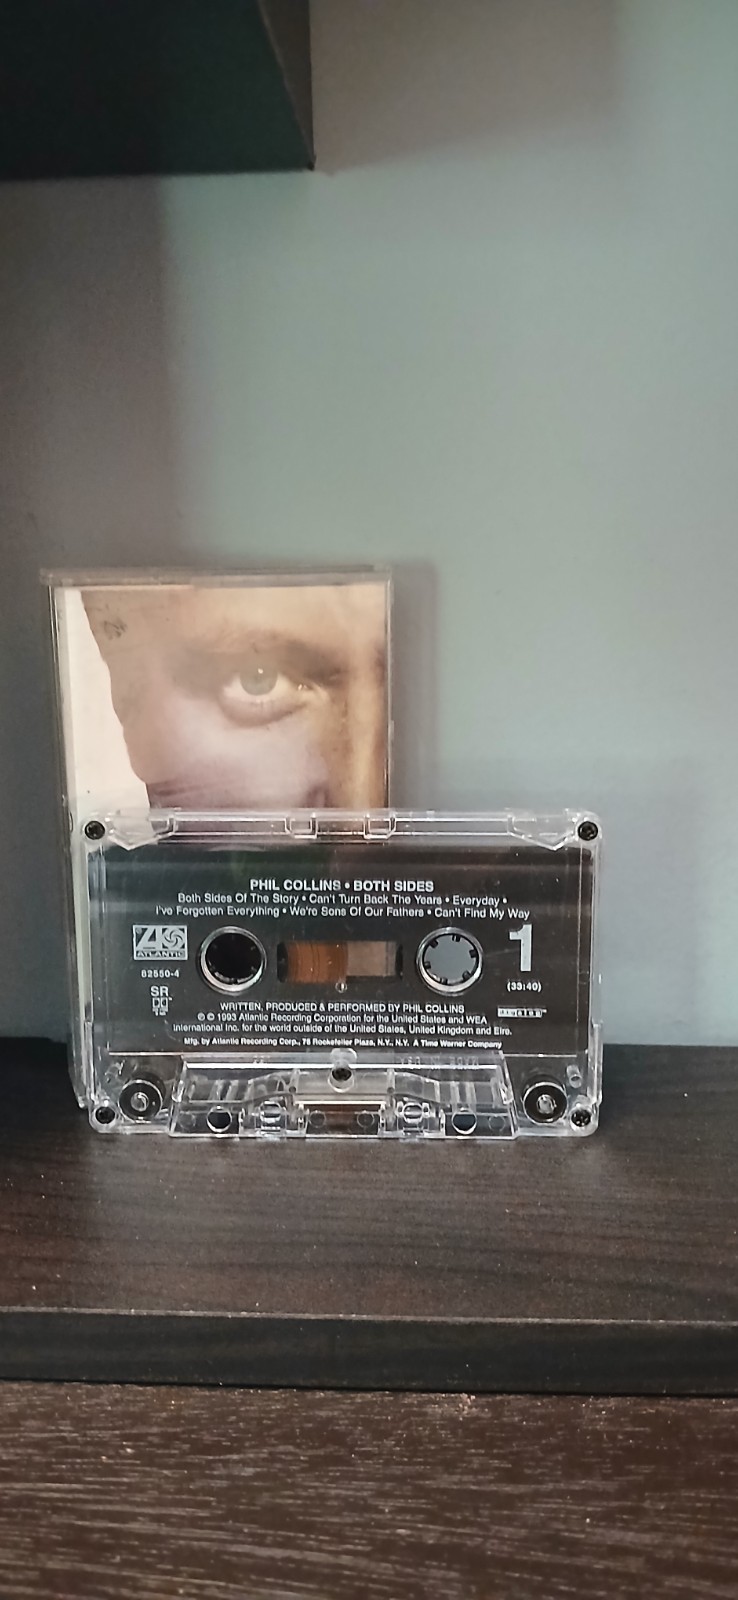 PHIL COLLINS • BOTH SIDES
Both Sides Of The Story • Can't Turn Back The Years • Everyday •
I've Forgotten Everything • We're Sons Of Our Fathers • Can't Find My Way
ATLANTIC
1
82550-4
SR
(33:40)
WRITTEN, PRODUCED & PERFORMED BY PHIL COLLINS
℗ © 1993 Atlantic Recording Corporation for the United States and WEA
International Inc. for the world outside of the United States, United Kingdom and Eire.
Mfg. by Atlantic Recording Corp., 75 Rockefeller Plaza, N.Y., N.Y. A Time Warner Company